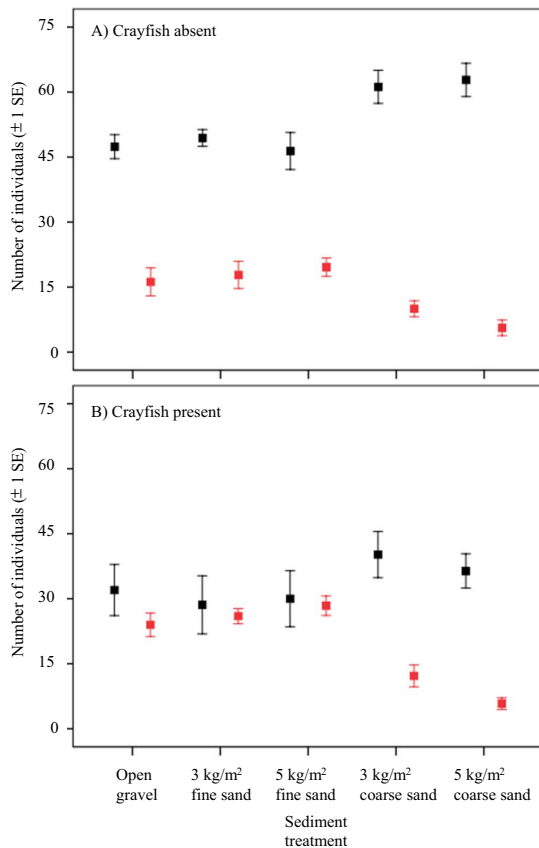 A) Crayfish absent
75
60
45
30
15
0
Number of individuals (± 1 SE)
B) Crayfish present
75
60
45
30
15
0
Number of individuals (± 1 SE)
Open gravel
3 kg/m² fine sand
5 kg/m² fine sand
3 kg/m² coarse sand
5 kg/m² coarse sand
Sediment
treatment